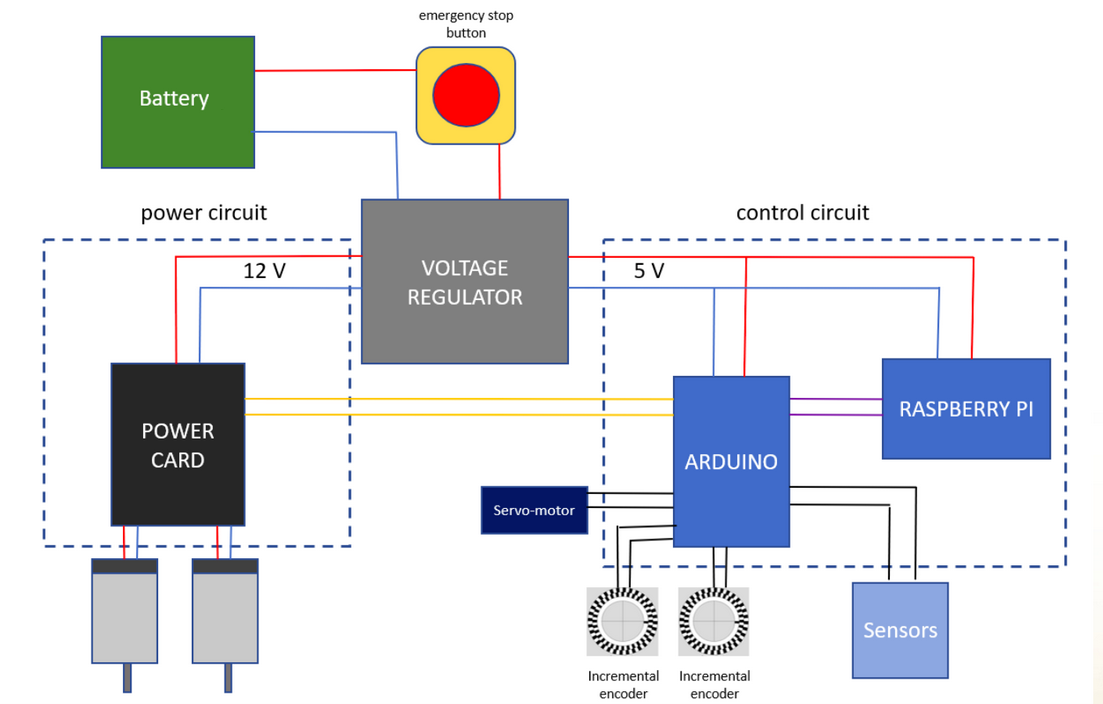 emergency stop
button
Battery
power circuit
control circuit
12 V
VOLTAGE
REGULATOR
5 V
POWER
CARD
ARDUINO
RASPBERRY PI
Servo-motor
Incremental
encoder
Incremental
encoder
Sensors